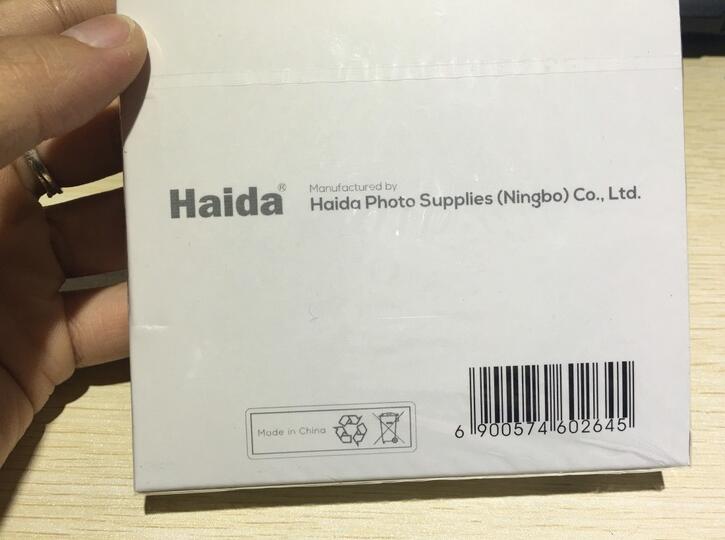 Haida®
Manufactured by
Haida Photo Supplies (Ningbo) Co., Ltd.
Made in China
6 900574 602645